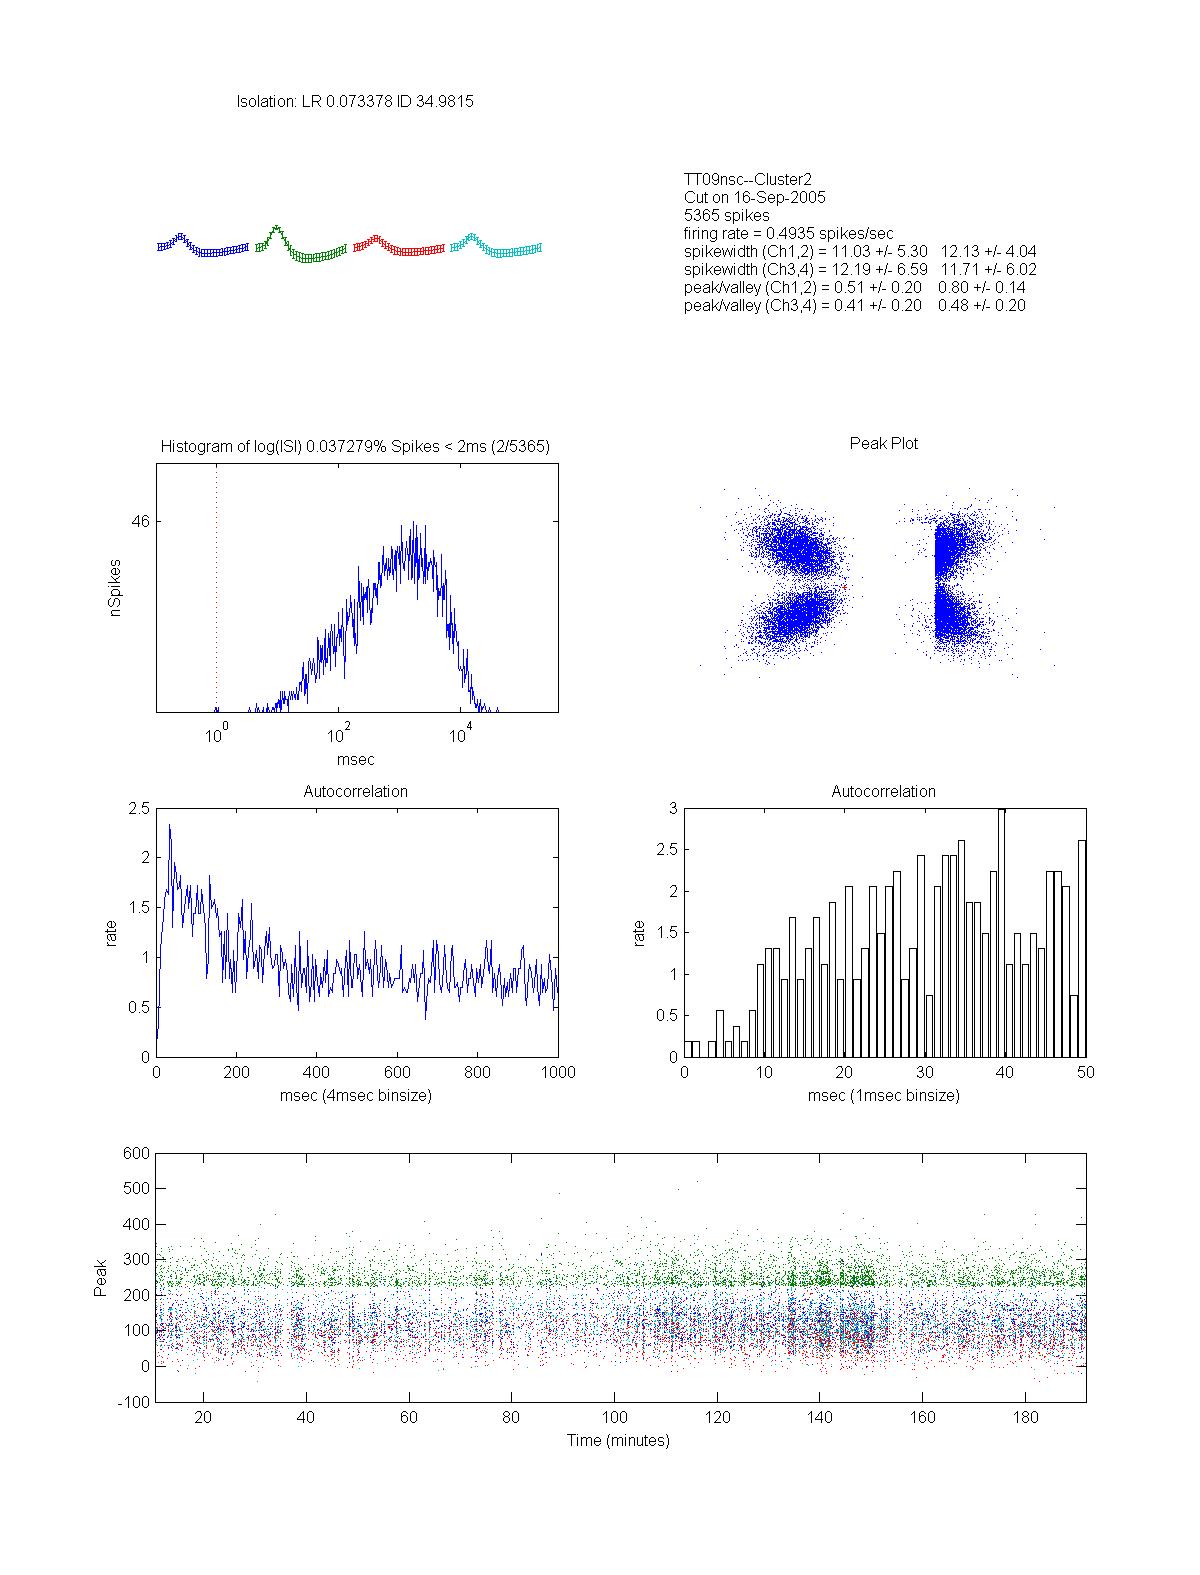 Isolation: LR 0.073378 ID 34.9815
TT09nsc--Cluster2
Cut on 16-Sep-2005
5365 spikes
firing rate = 0.4935 spikes/sec
spikewidth (Ch1,2) = 11.03 +/- 5.30 12.13 +/- 4.04
spikewidth (Ch3,4) = 12.19 +/- 6.59 11.71 +/- 6.02
peak/valley (Ch1,2) = 0.51 +/- 0.20 0.80 +/- 0.14
peak/valley (Ch3,4) = 0.41 +/- 0.20 0.48 +/- 0.20
Histogram of log(ISI) 0.037279% Spikes < 2ms (2/5365)
46
nSpikes
10^0 10^2 10^4
msec
Peak Plot
Autocorrelation
2.5
2
1.5
1
0.5
0
rate
0 200 400 600 800 1000
msec (4msec binsize)
Autocorrelation
3
2.5
2
1.5
1
0.5
0
rate
0 10 20 30 40 50
msec (1msec binsize)
600
500
400
300
200
100
0
-100
Peak
20 40 60 80 100 120 140 160 180
Time (minutes)